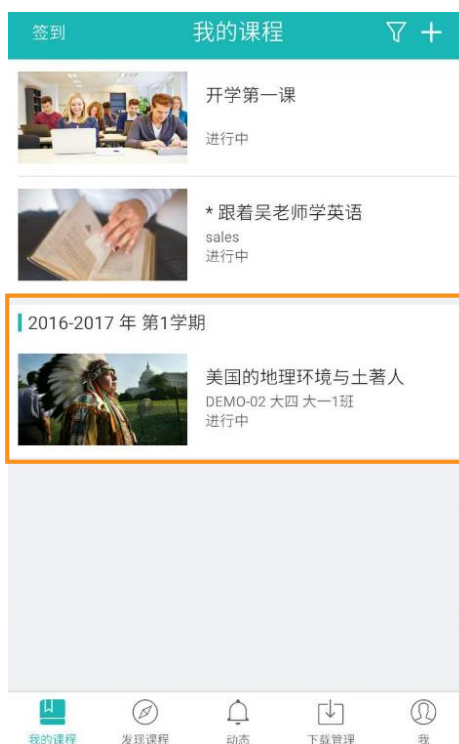 签到 我的课程
开学第一课
进行中
* 跟着吴老师学英语
sales
进行中
2016-2017 年 第1学期
美国的地理环境与土著人
DEMO-02 大四 大一1班
进行中
我的课程 发现课程 动态 下载管理 我